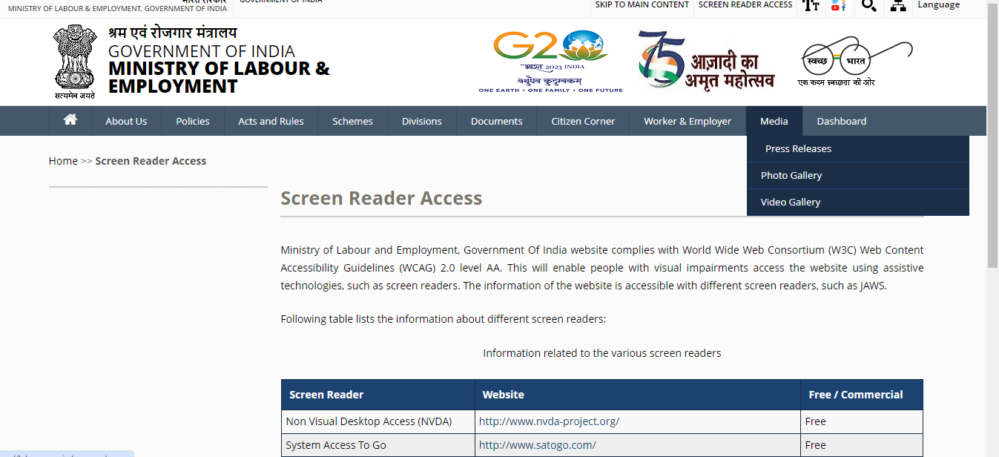 भारत सरकार
GOVERNMENT OF INDIA
MINISTRY OF LABOUR & EMPLOYMENT, GOVERNMENT OF INDIA
SKIP TO MAIN CONTENT
SCREEN READER ACCESS
Language
श्रम एवं रोजगार मंत्रालय
GOVERNMENT OF INDIA
MINISTRY OF LABOUR &
EMPLOYMENT
सत्यमेव जयते
G2
भारत 2023 INDIA
वसुधैव कुटुम्बकम्
ONE EARTH • ONE FAMILY • ONE FUTURE
75
आज़ादी का
अमृत महोत्सव
स्वच्छ भारत
एक कदम स्वच्छता की ओर
About Us Policies Acts and Rules Schemes Divisions Documents Citizen Corner Worker & Employer Media Dashboard
Press Releases
Photo Gallery
Video Gallery
Home >> Screen Reader Access
Screen Reader Access
Ministry of Labour and Employment, Government Of India website complies with World Wide Web Consortium (W3C) Web Content
Accessibility Guidelines (WCAG) 2.0 level AA. This will enable people with visual impairments access the website using assistive
technologies, such as screen readers. The information of the website is accessible with different screen readers, such as JAWS.
Following table lists the information about different screen readers:
Information related to the various screen readers
Screen Reader Website Free / Commercial
Non Visual Desktop Access (NVDA) http://www.nvda-project.org/ Free
System Access To Go http://www.satogo.com/ Free